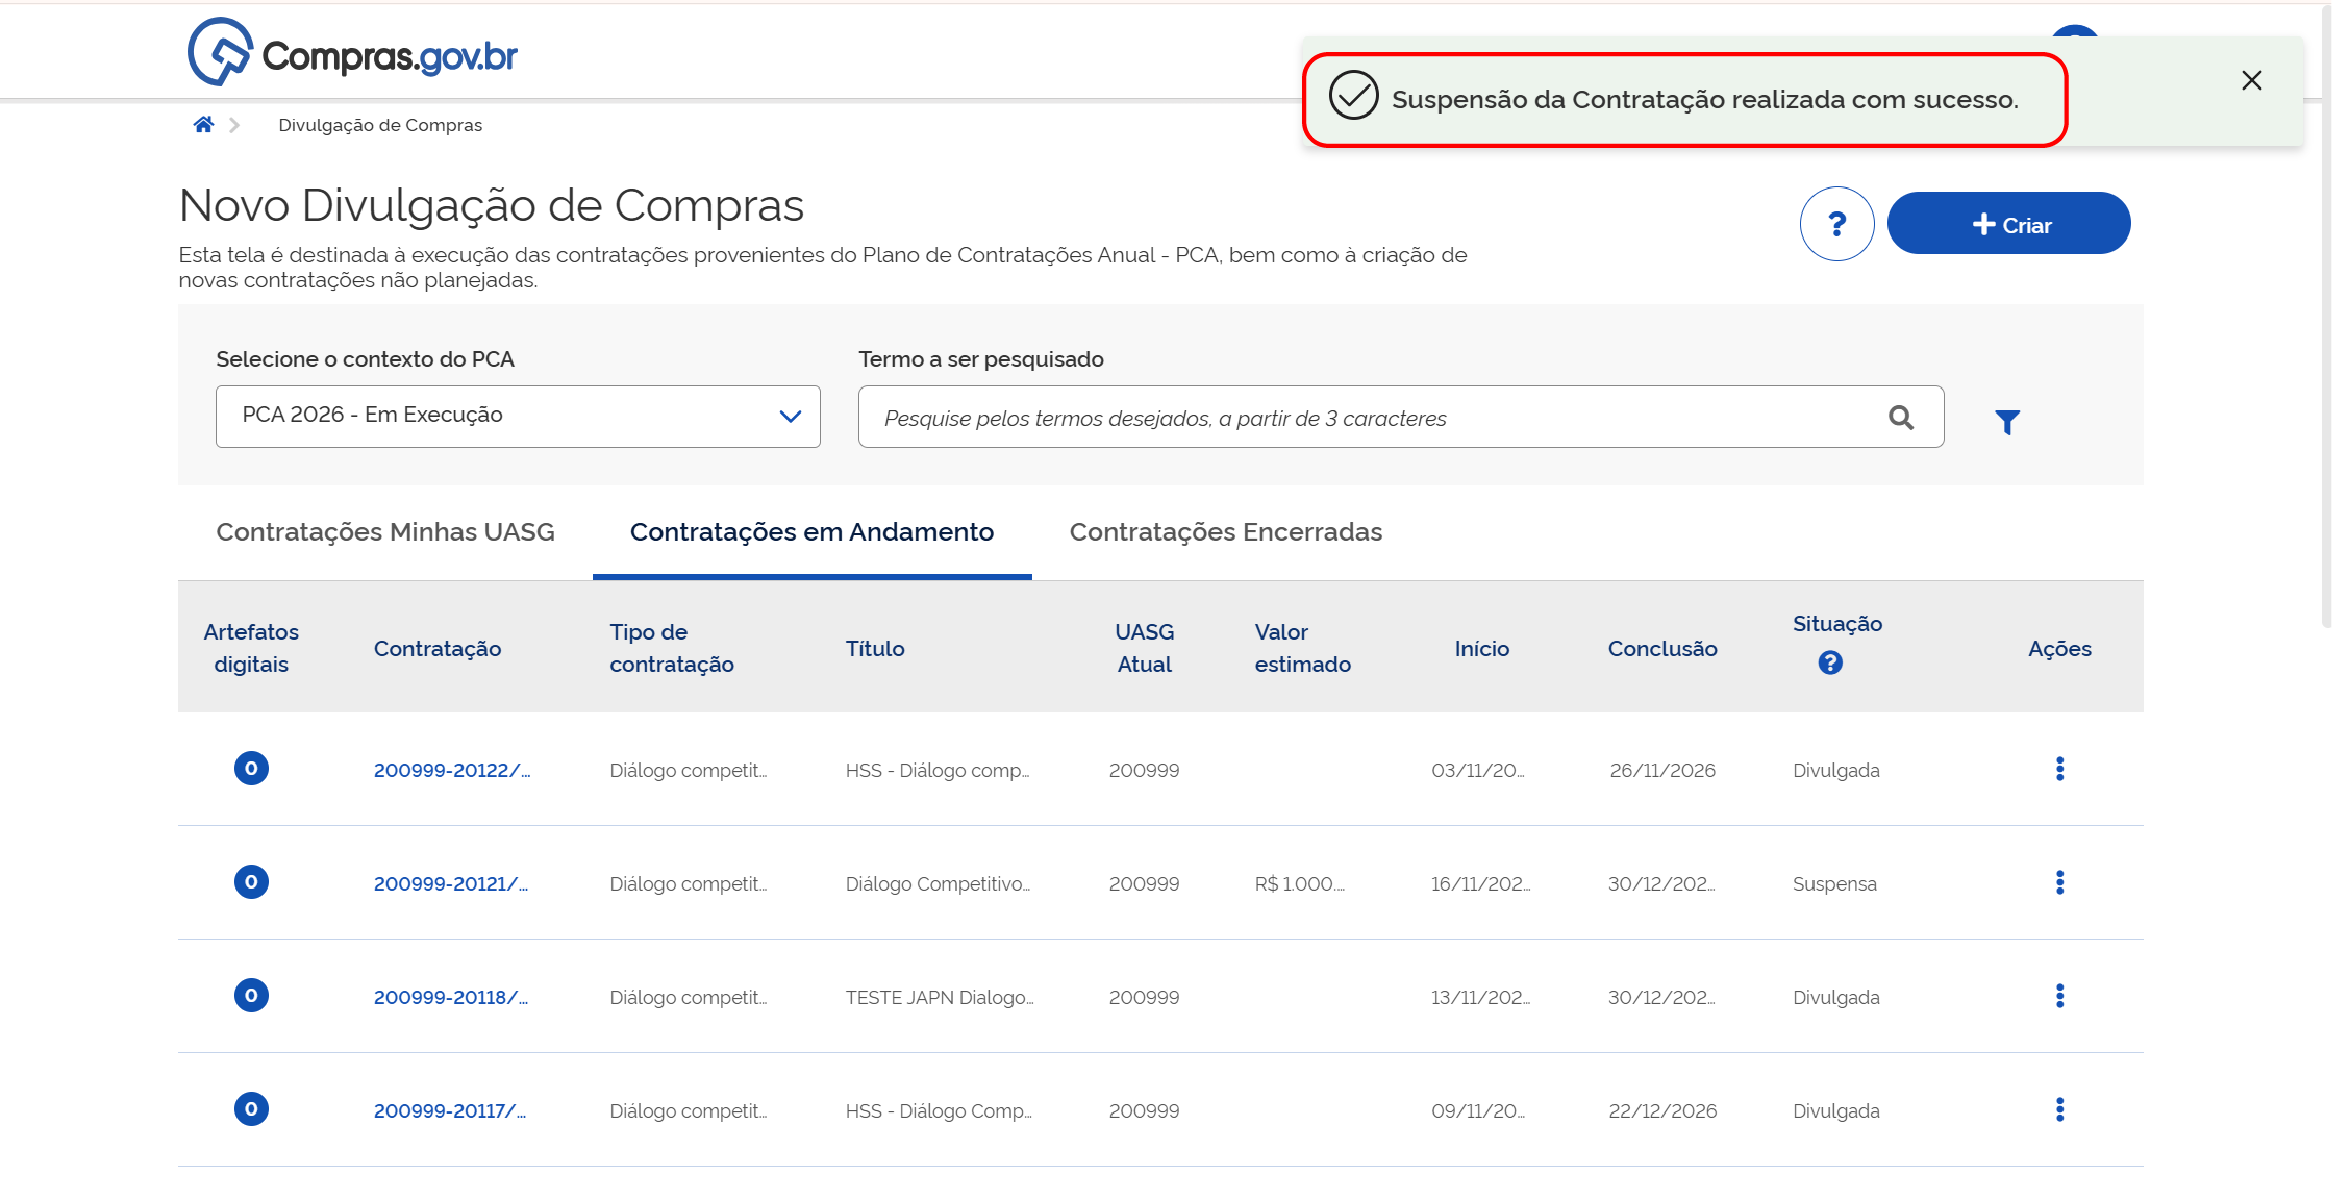 Compras.gov.br
Suspensão da Contratação realizada com sucesso.
Divulgação de Compras
Novo Divulgação de Compras
Esta tela é destinada à execução das contratações provenientes do Plano de Contratações Anual - PCA, bem como à criação de
novas contratações não planejadas.
?
Criar
Selecione o contexto do PCA
Termo a ser pesquisado
PCA 2026 - Em Execução
Pesquise pelos termos desejados, a partir de 3 caracteres
Contratações Minhas UASG Contratações em Andamento Contratações Encerradas
Artefatos digitais Contratação Tipo de contratação Título UASG Atual Valor estimado Início Conclusão Situação ? Ações
0 200999-20122/... Diálogo competit... HSS - Diálogo comp... 200999 03/11/20... 26/11/2026 Divulgada
0 200999-20121/... Diálogo competit... Diálogo Competitivo... 200999 R$ 1.000.... 16/11/202... 30/12/202... Suspensa
0 200999-20118/... Diálogo competit... TESTE JAPN Dialogo... 200999 13/11/202... 30/12/202... Divulgada
0 200999-20117/... Diálogo competit... HSS - Diálogo Comp... 200999 09/11/20... 22/12/2026 Divulgada